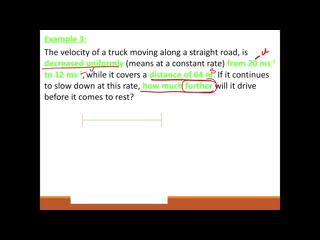 Example 3:
The velocity of a truck moving along a straight road, is
decreased uniformly (means at a constant rate) from 20 ms⁻¹ u
to 12 ms⁻¹ v, while it covers a distance of 64 m. s If it continues
to slow down at this rate, how much further will it drive
before it comes to rest?